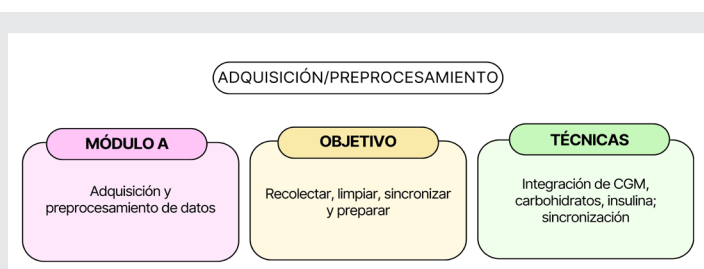 ADQUISICIÓN/PREPROCESAMIENTO
MÓDULO A
Adquisición y
preprocesamiento de datos
OBJETIVO
Recolectar, limpiar, sincronizar
y preparar
TÉCNICAS
Integración de CGM,
carbohidratos, insulina;
sincronización